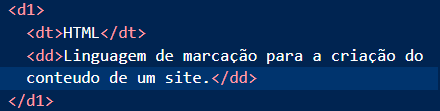 <d1>
<dt>HTML</dt>
<dd>Linguagem de marcação para a criação do
conteudo de um site.</dd>
</d1>